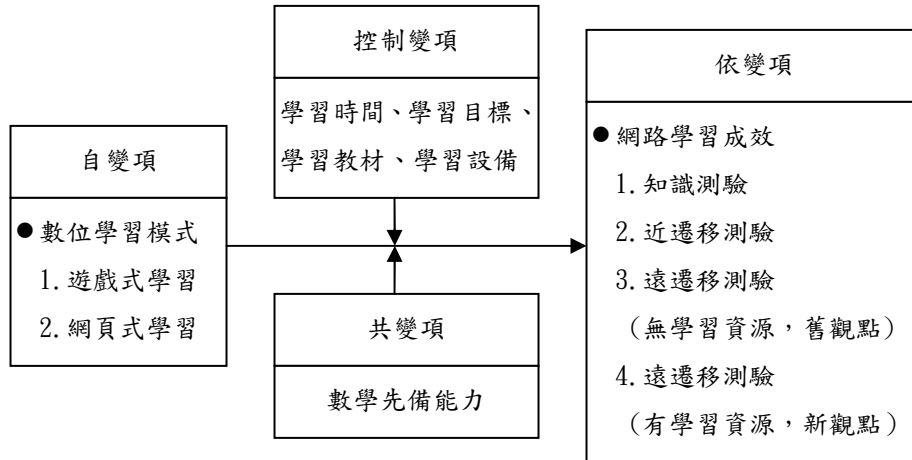 控制變項
學習時間、學習目標、
學習教材、學習設備
自變項
●數位學習模式
1.遊戲式學習
2.網頁式學習
共變項
數學先備能力
依變項
●網路學習成效
1.知識測驗
2.近遷移測驗
3.遠遷移測驗
（無學習資源，舊觀點）
4.遠遷移測驗
（有學習資源，新觀點）